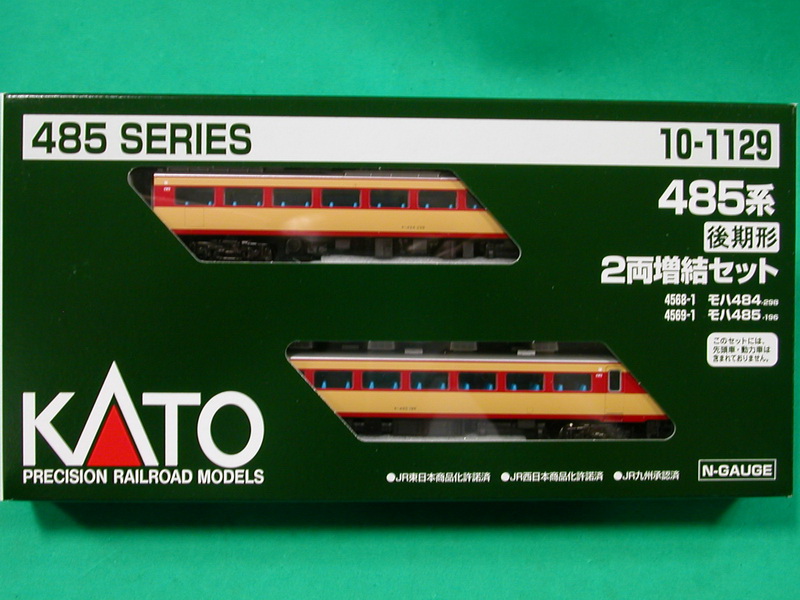 485 SERIES
10-1129
485系
後期形
2両増結セット
4568-1 モハ484-298
4569-1 モハ485-196
このセットには、
先頭車・動力車は
含まれておりません。
KATO
PRECISION RAILROAD MODELS
●JR東日本商品化許諾済 ●JR西日本商品化許諾済 ●JR九州承認済
N-GAUGE